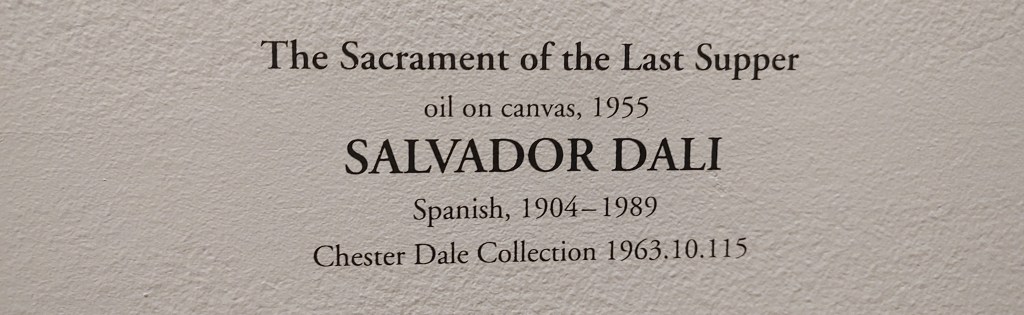 The Sacrament of the Last Supper
oil on canvas, 1955
SALVADOR DALI
Spanish, 1904–1989
Chester Dale Collection 1963.10.115